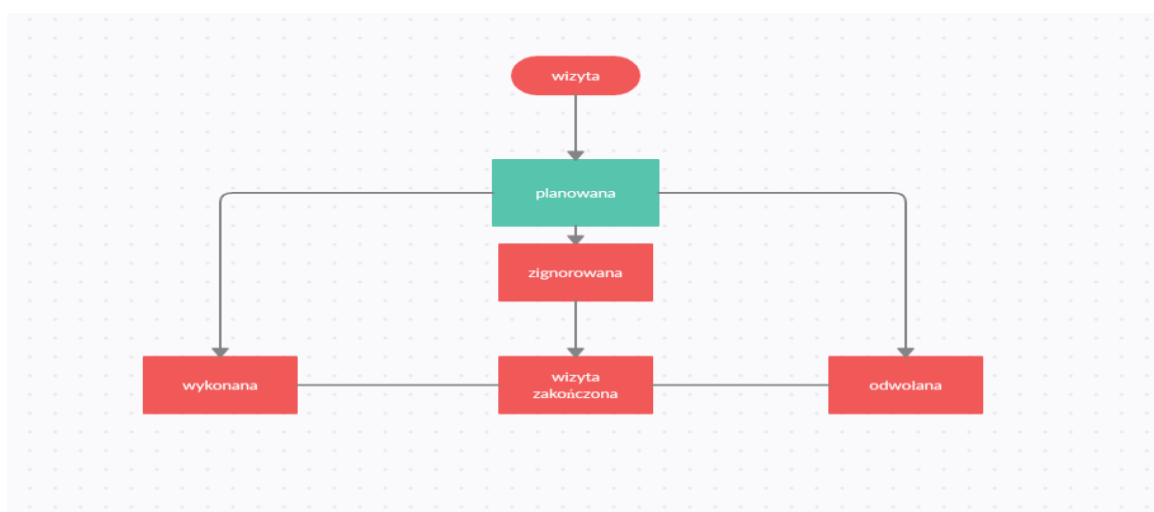 wizyta
planowana
zignorowana
wykonana
wizyta
zakończona
odwołana